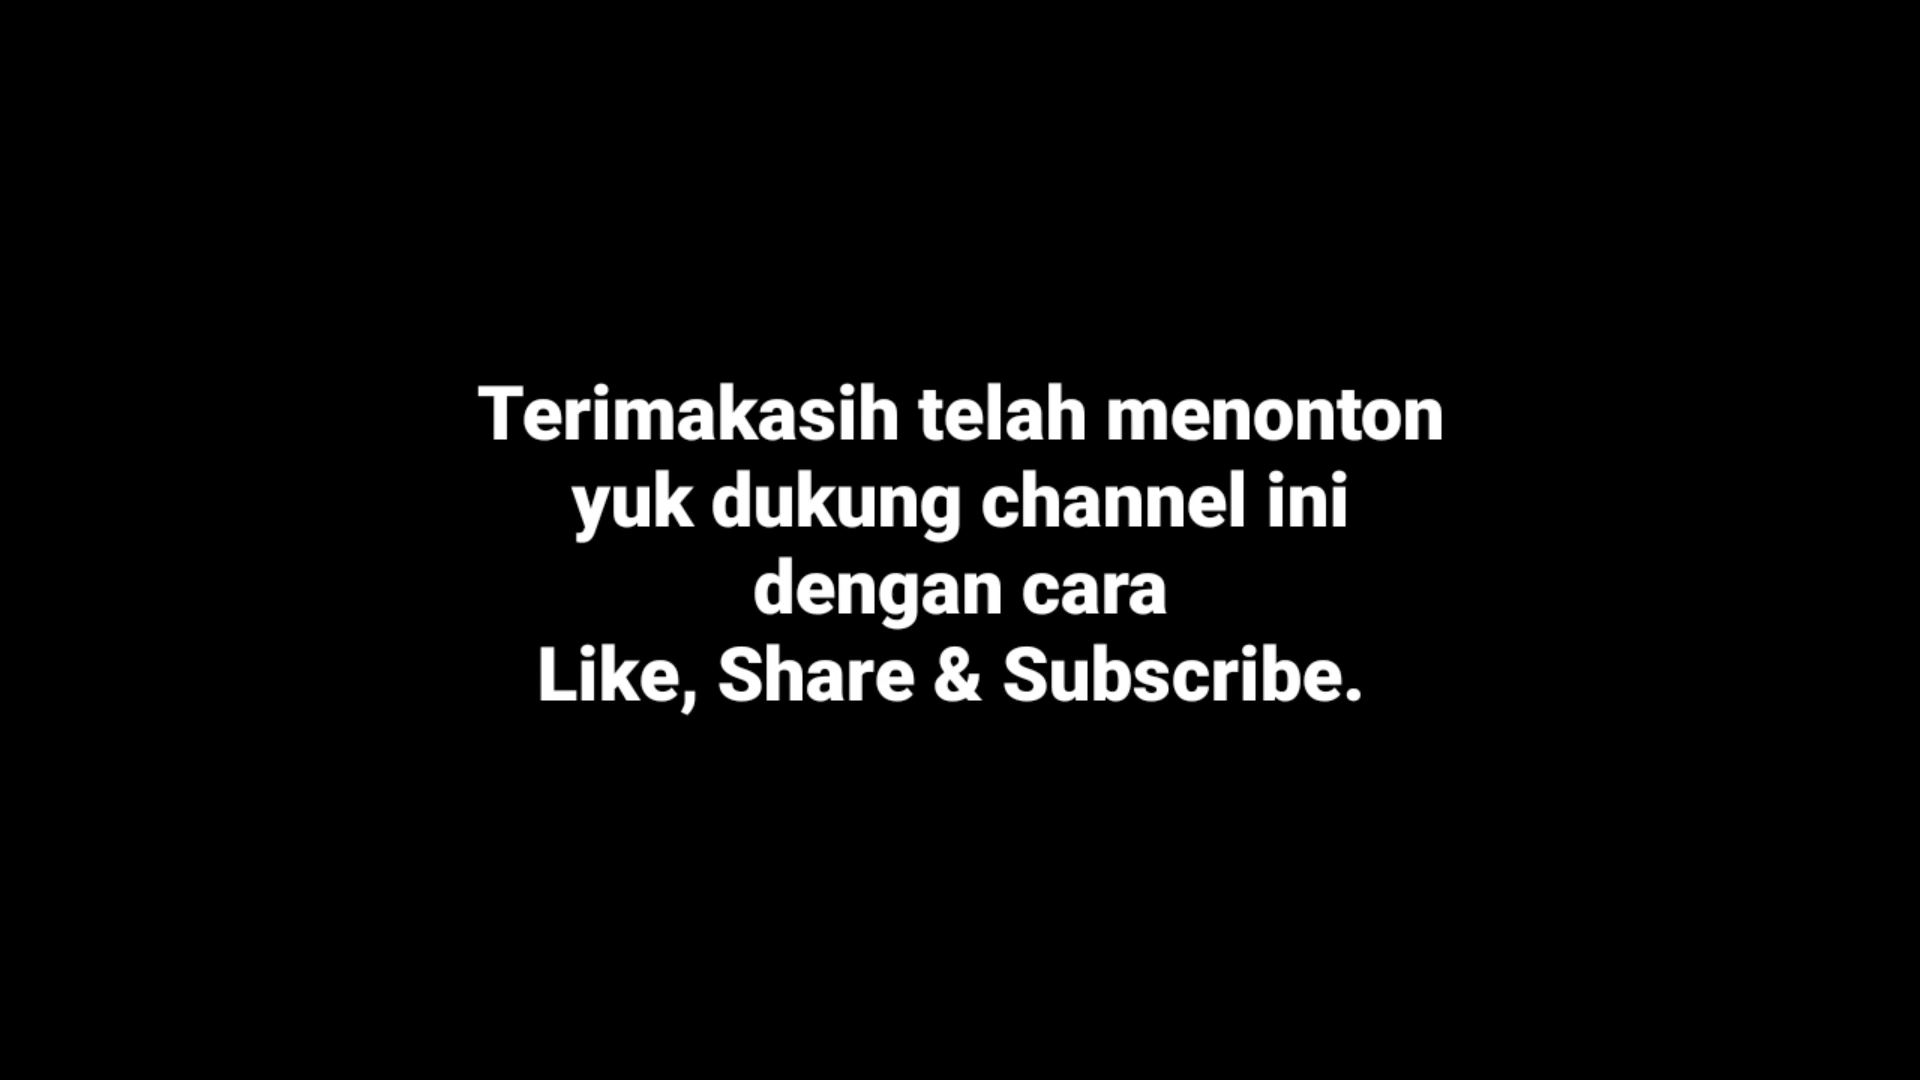 Terimakasih telah menonton
yuk dukung channel ini
dengan cara
Like, Share & Subscribe.